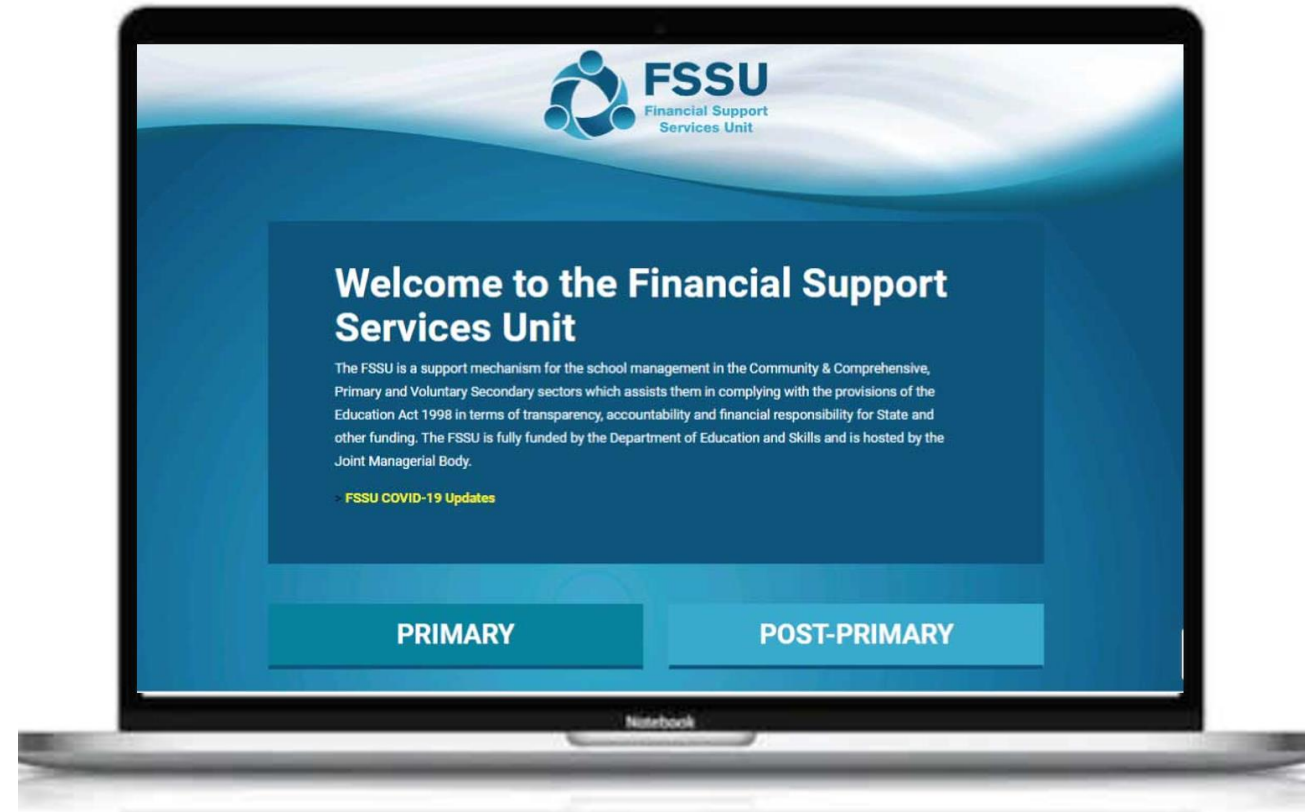 FSSU
Financial Support
Services Unit
Welcome to the Financial Support
Services Unit
The FSSU is a support mechanism for the school management in the Community & Comprehensive,
Primary and Voluntary Secondary sectors which assists them in complying with the provisions of the
Education Act 1998 in terms of transparency, accountability and financial responsibility for State and
other funding. The FSSU is fully funded by the Department of Education and Skills and is hosted by the
Joint Managerial Body.
> FSSU COVID-19 Updates
PRIMARY POST-PRIMARY
Notebook